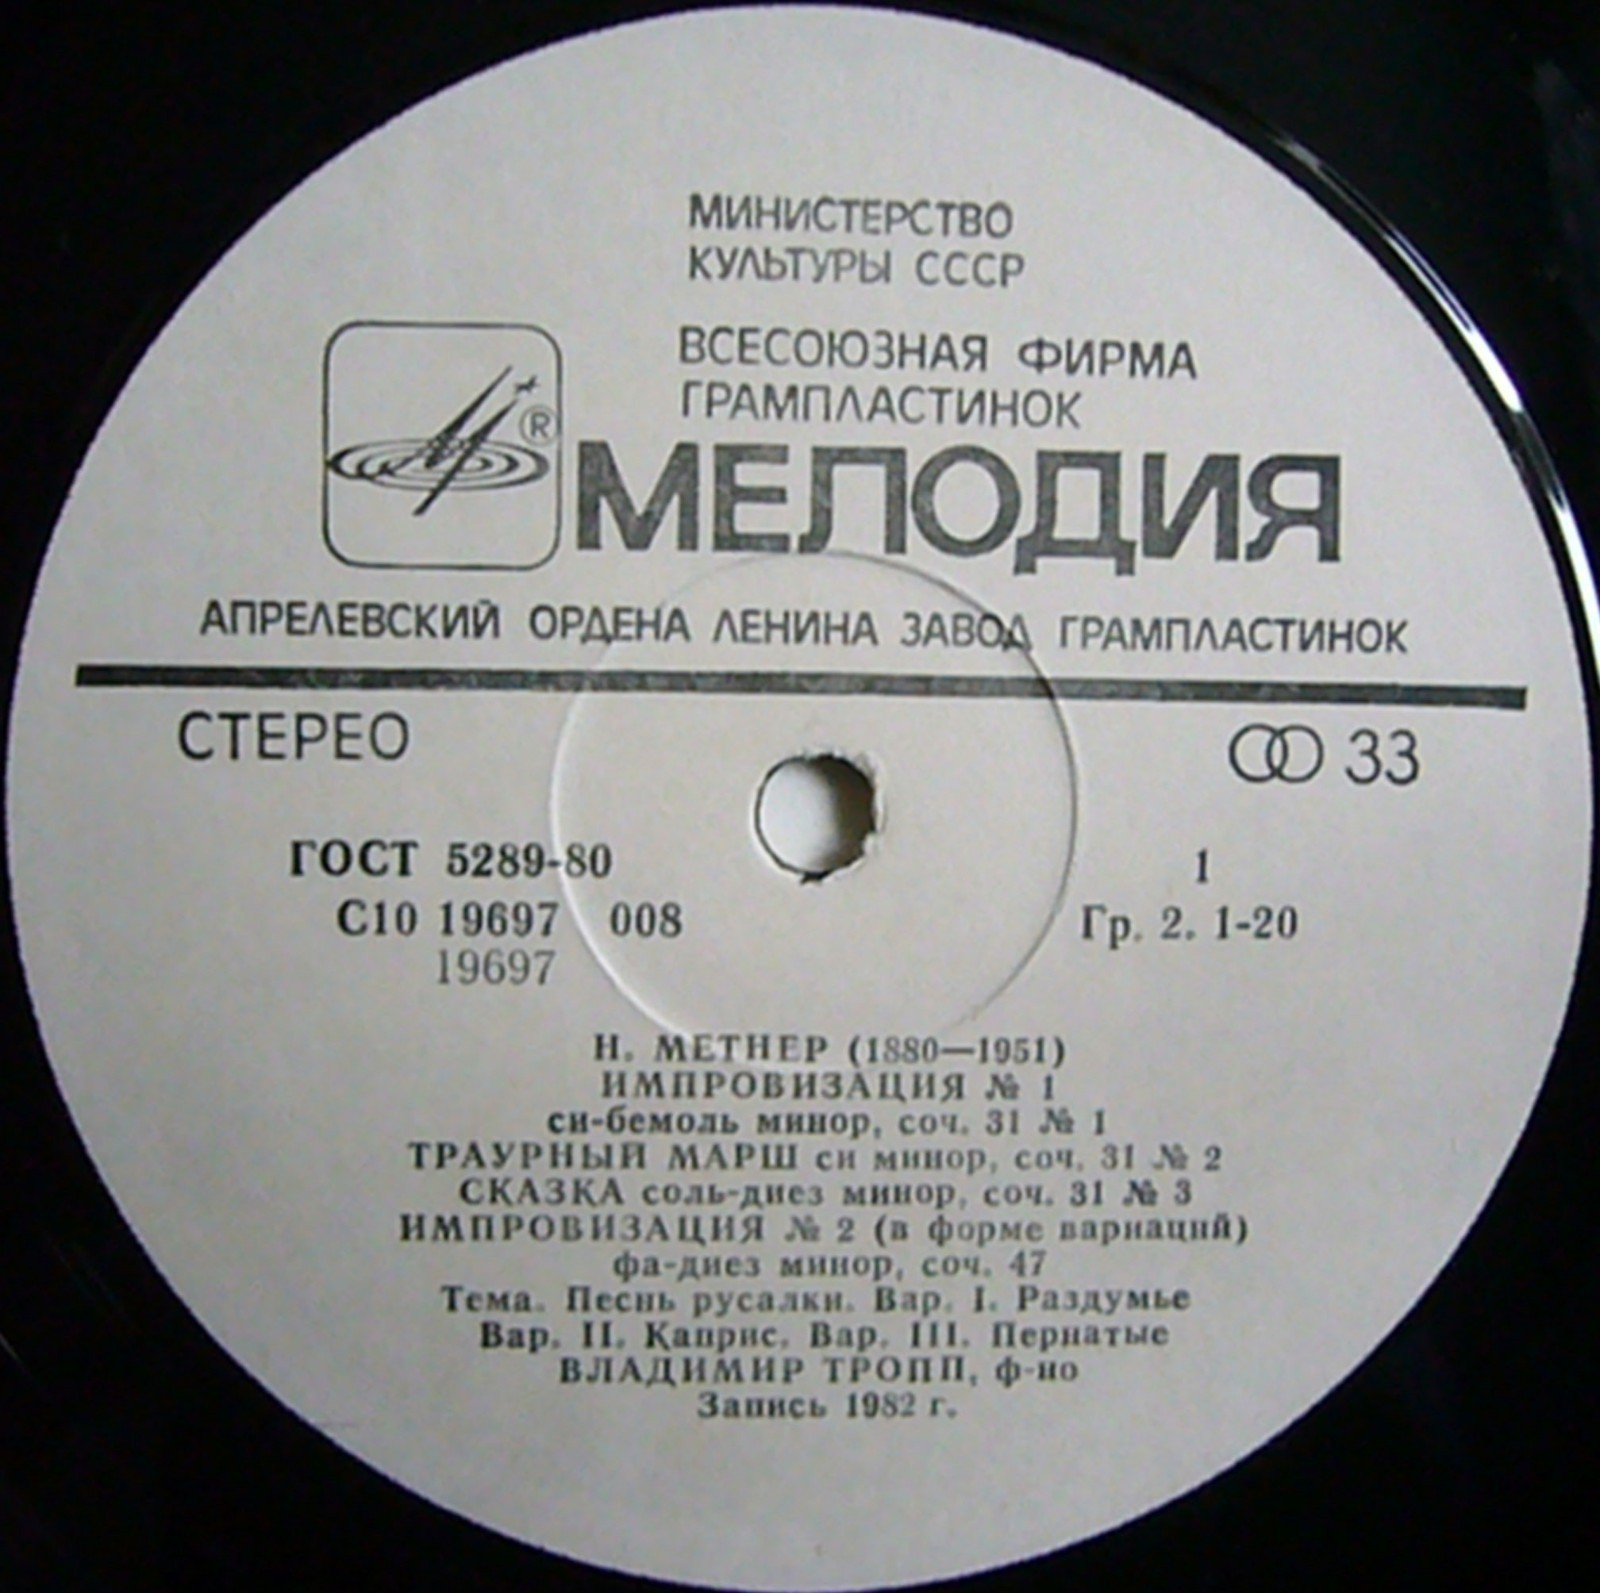 МИНИСТЕРСТВО
КУЛЬТУРЫ СССР
ВСЕСОЮЗНАЯ ФИРМА
ГРАМПЛАСТИНОК
®
МЕЛОДИЯ
АПРЕЛЕВСКИЙ ОРДЕНА ЛЕНИНА ЗАВОД ГРАМПЛАСТИНОК
СТЕРЕО 33
ГОСТ 5289-80 1
С10 19697 008 Гр. 2. 1-20
19697
Н. МЕТНЕР (1880—1951)
ИМПРОВИЗАЦИЯ № 1
си-бемоль минор, соч. 31 № 1
ТРАУРНЫЙ МАРШ си минор, соч. 31 № 2
СКАЗКА соль-диез минор, соч. 31 № 3
ИМПРОВИЗАЦИЯ № 2 (в форме вариаций)
фа-диез минор, соч. 47
Тема. Песнь русалки. Вар. I. Раздумье
Вар. II. Каприс. Вар. III. Пернатые
ВЛАДИМИР ТРОПП, ф-но
Запись 1982 г.